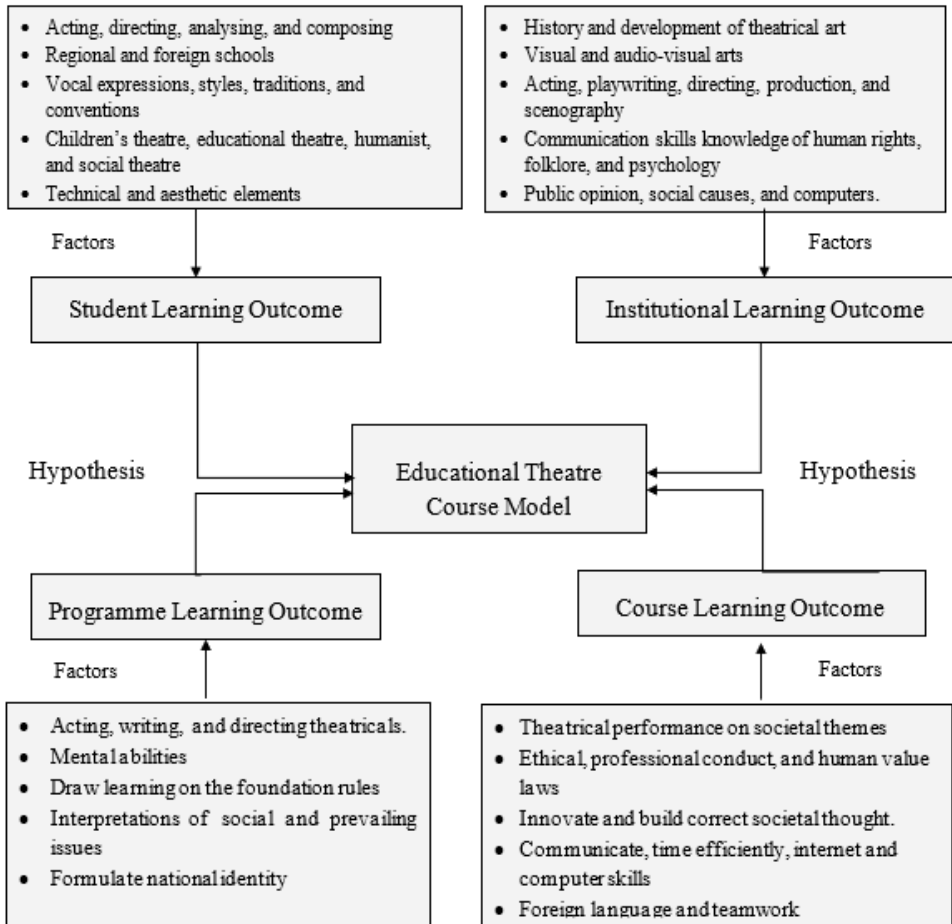 • Acting, directing, analysing, and composing
• Regional and foreign schools
• Vocal expressions, styles, traditions, and
conventions
• Children's theatre, educational theatre, humanist,
and social theatre
• Technical and aesthetic elements
• History and development of theatrical art
• Visual and audio-visual arts
• Acting, playwriting, directing, production, and
scenography
• Communication skills knowledge of human rights,
folklore, and psychology
• Public opinion, social causes, and computers.
Factors
Factors
Student Learning Outcome
Institutional Learning Outcome
Hypothesis
Educational Theatre
Course Model
Hypothesis
Programme Learning Outcome
Course Learning Outcome
Factors
Factors
• Acting, writing, and directing theatricals.
• Mental abilities
• Draw learning on the foundation rules
• Interpretations of social and prevailing
issues
• Formulate national identity
• Theatrical performance on societal themes
• Ethical, professional conduct, and human value
laws
• Innovate and build correct societal thought.
• Communicate, time efficiently, internet and
computer skills
• Foreign language and teamwork